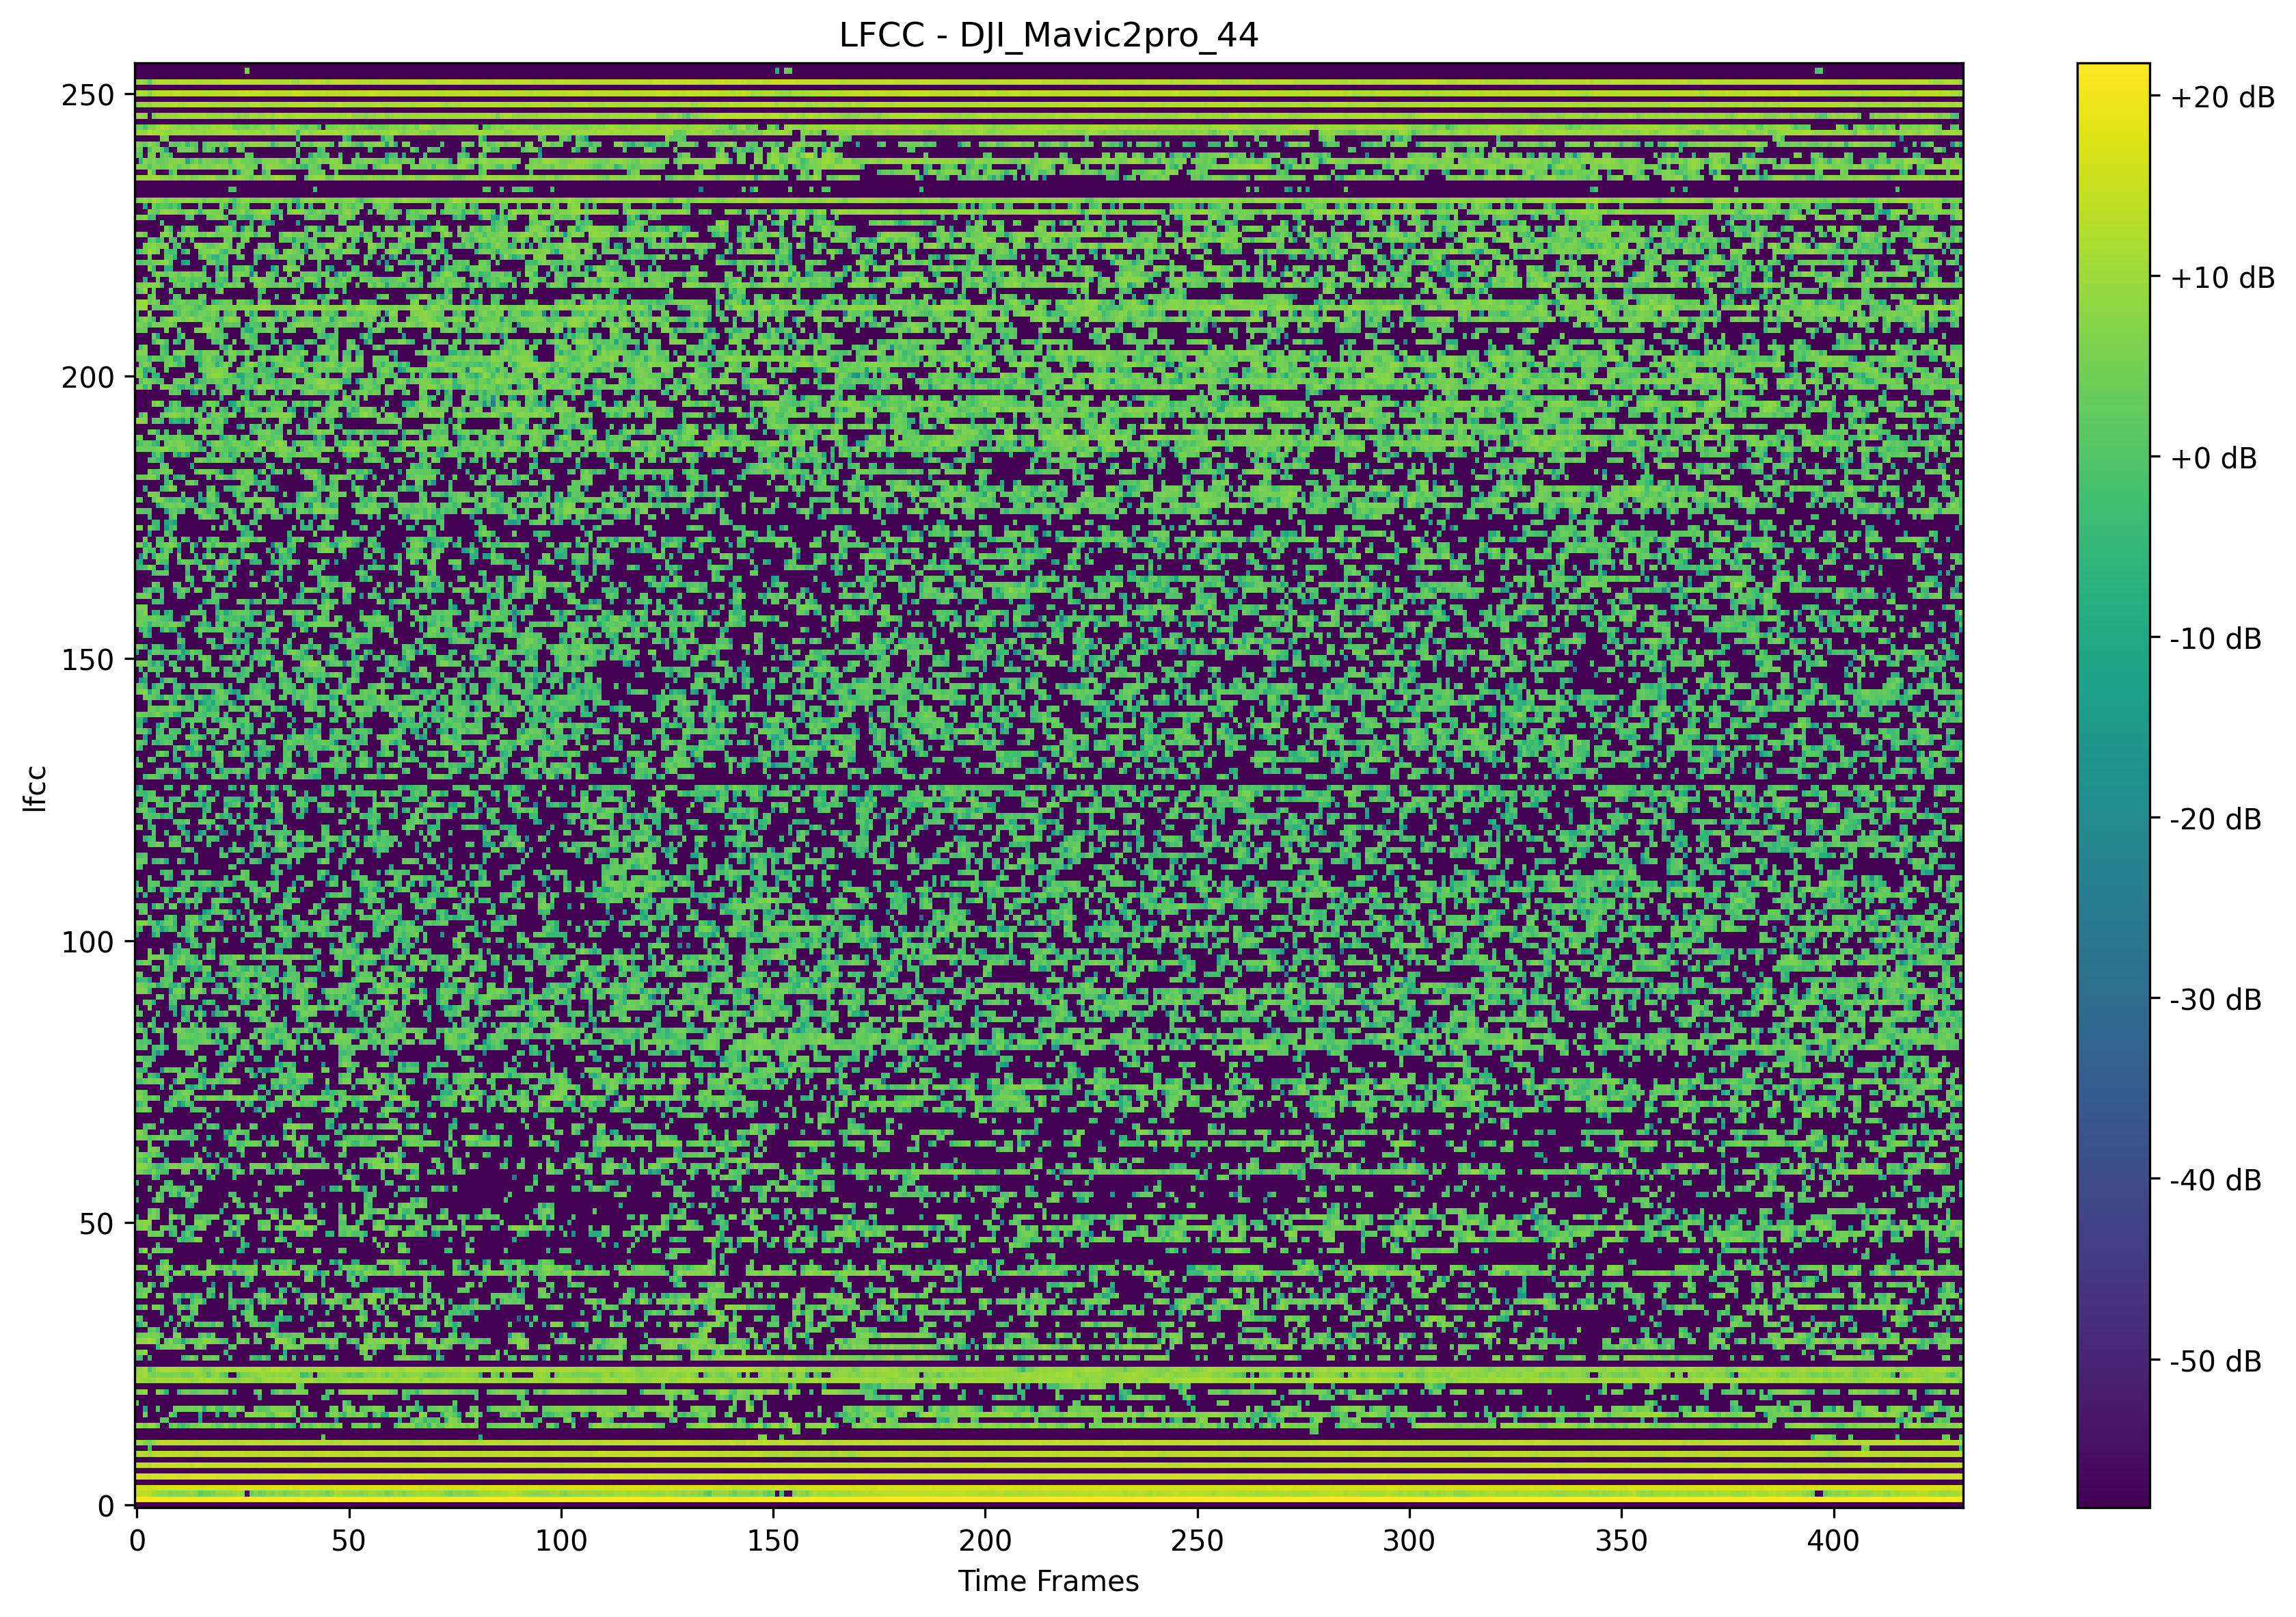 LFCC - DJI_Mavic2pro_44
250
200
150
100
50
0
lfcc
0 50 100 150 200 250 300 350 400
Time Frames
+20 dB
+10 dB
+0 dB
-10 dB
-20 dB
-30 dB
-40 dB
-50 dB